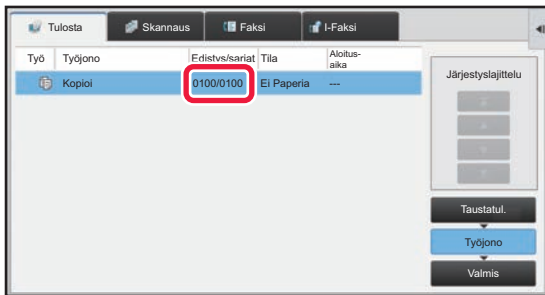 Tulosta
Skannaus
Faksi
I-Faksi
Työ Työjono Edistys/sarjat Tila Aloitus-
aika
Kopioi 0100/0100 Ei Paperia ---
Järjestyslajittelu
Taustatul.
Työjono
Valmis